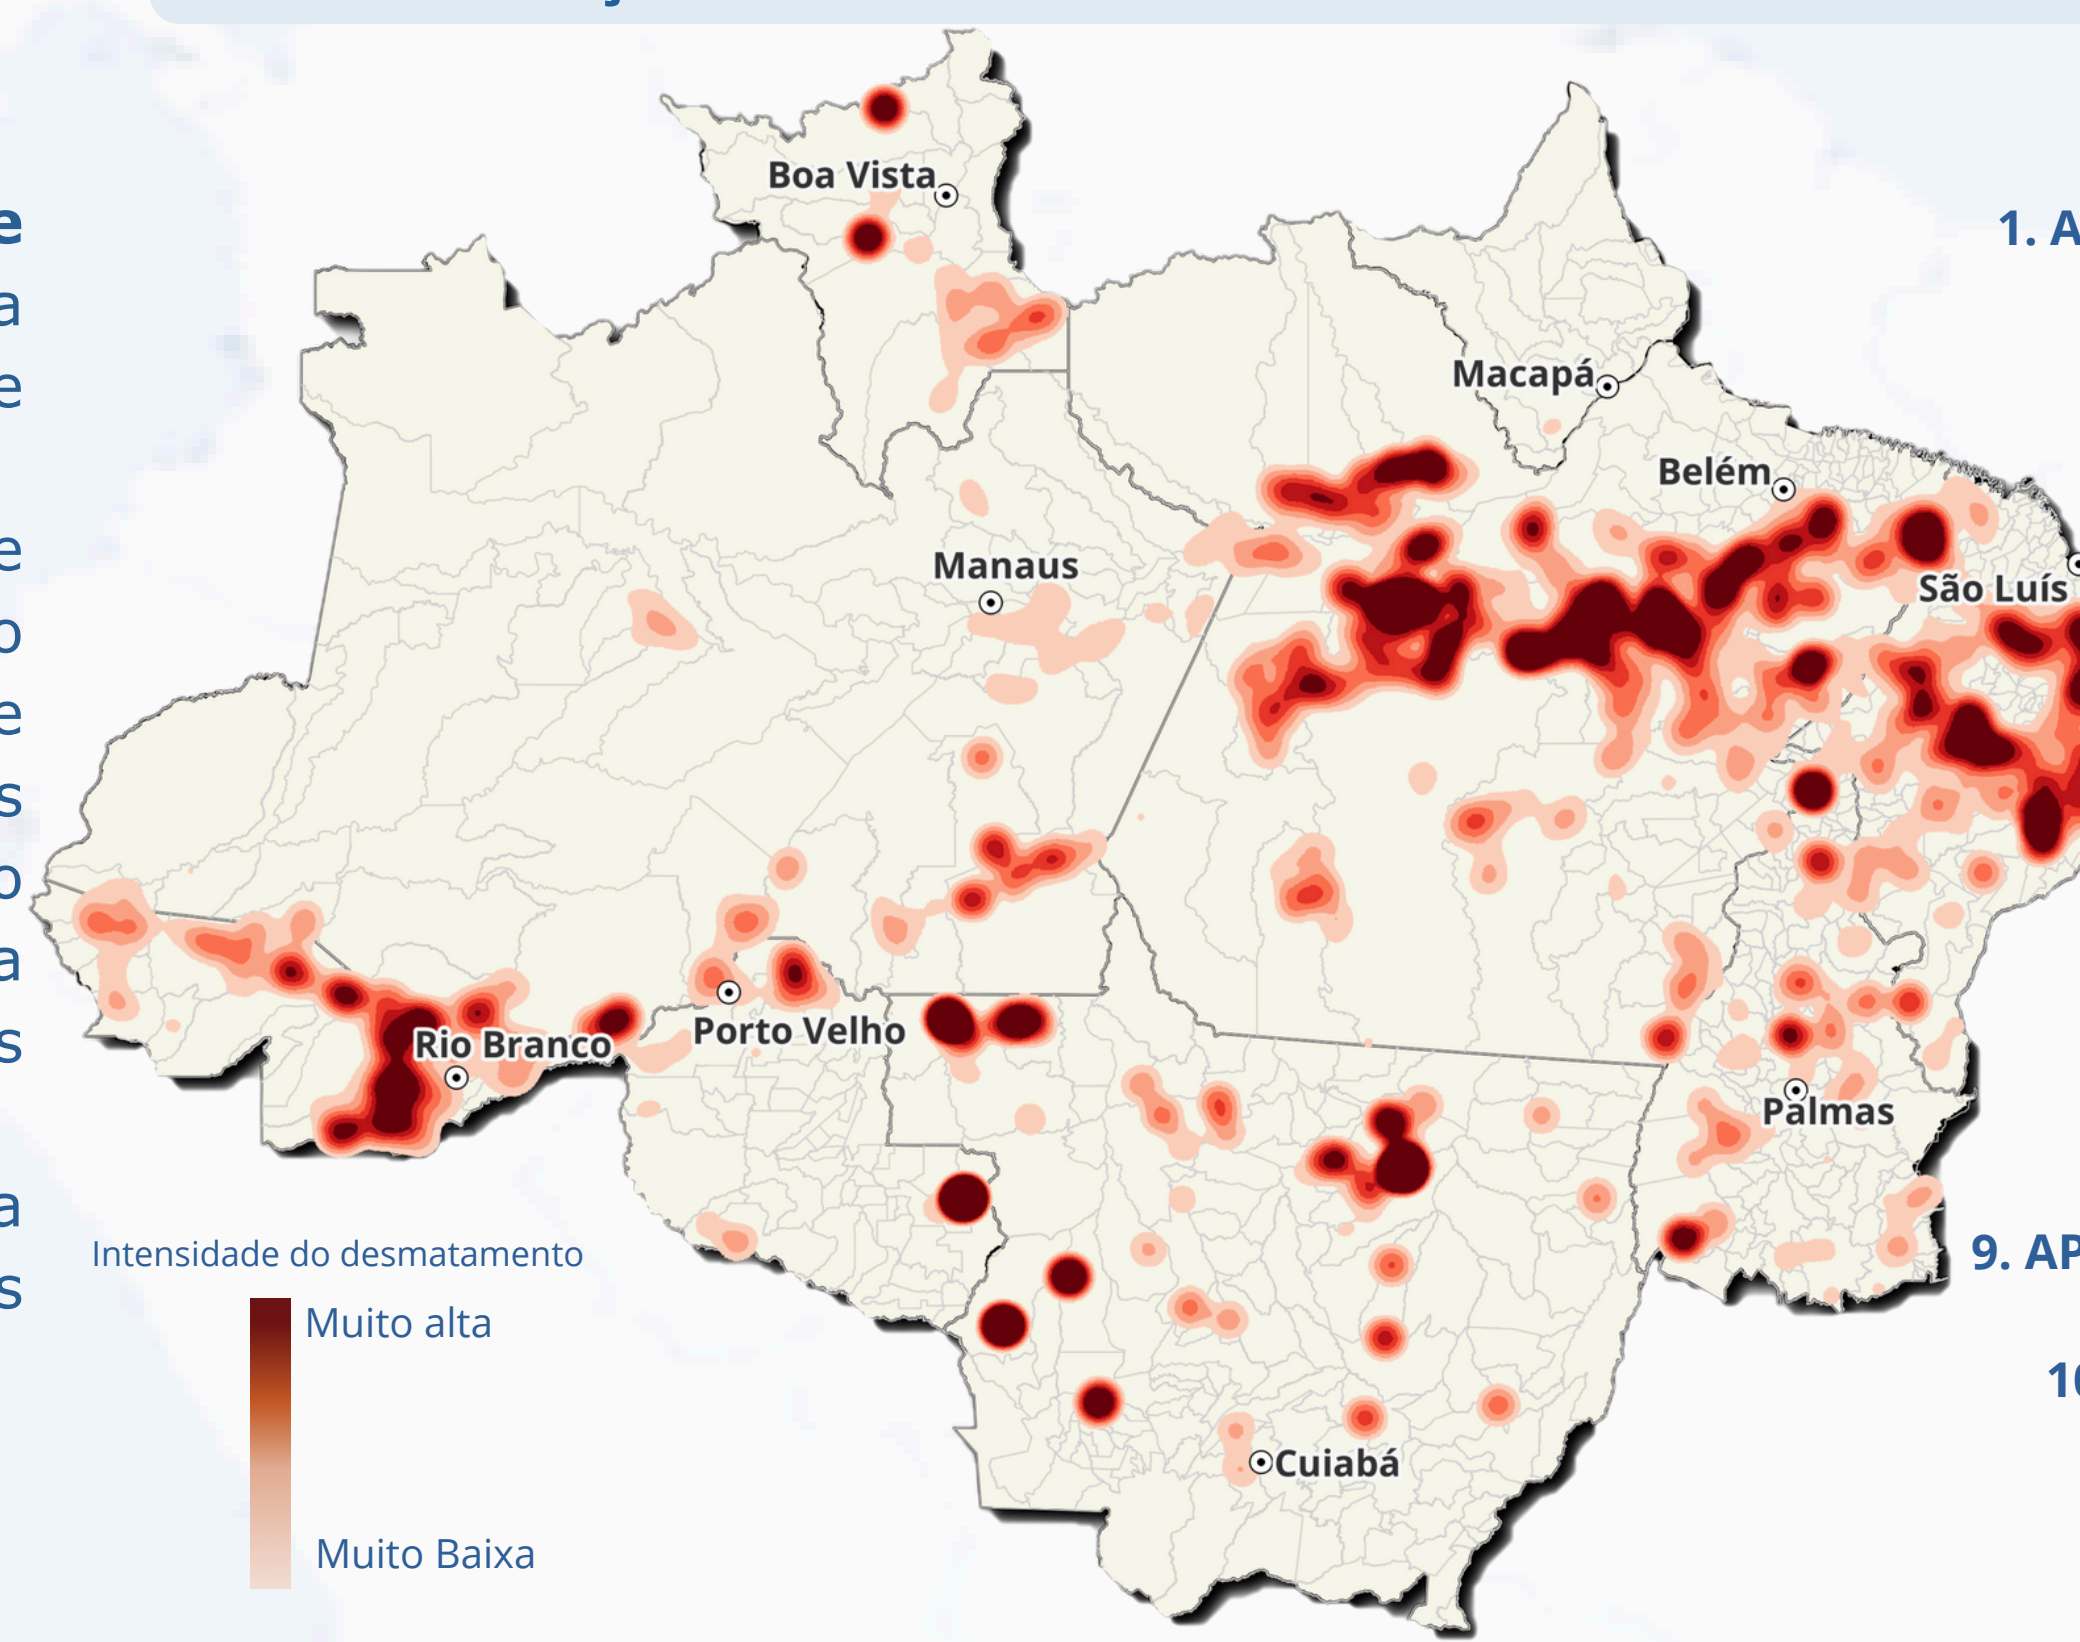 e
a
e
e
o
e
s
o
a
s
a
s
Boa Vista
Macapá
Belém
São Luís
Manaus
Porto Velho
Rio Branco
Palmas
Cuiabá
Intensidade do desmatamento
Muito alta
Muito Baixa
1. A
9. AP
10